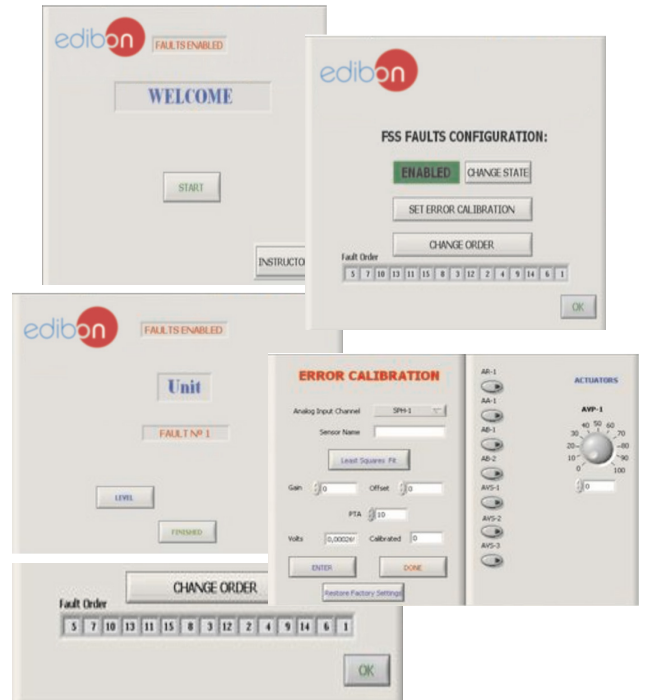 edibon FAULTS ENABLED
WELCOME
START
INSTRUCTO
edibon
FSS FAULTS CONFIGURATION:
ENABLED CHANGE STATE
SET ERROR CALIBRATION
CHANGE ORDER
Fault Order
5 7 10 13 11 15 8 3 12 2 4 9 14 6 1
OK
edibon FAULTS ENABLED
Unit
FAULT Nº 1
LEVEL
FINISHED
ERROR CALIBRATION
Analog Input Channel SPH-1
Sensor Name
Least Squares Fit
Gain 0 Offset 0
PTA 10
Volts 0,00026 Calibrated 0
ENTER DONE
Restore Factory Settings
AR-1
AA-1
AB-1
AB-2
AVS-1
AVS-2
AVS-3
ACTUATORS
AVP-1
0 10 20 30 40 50 60 70 80 90 100
0
CHANGE ORDER
Fault Order
5 7 10 13 11 15 8 3 12 2 4 9 14 6 1
OK